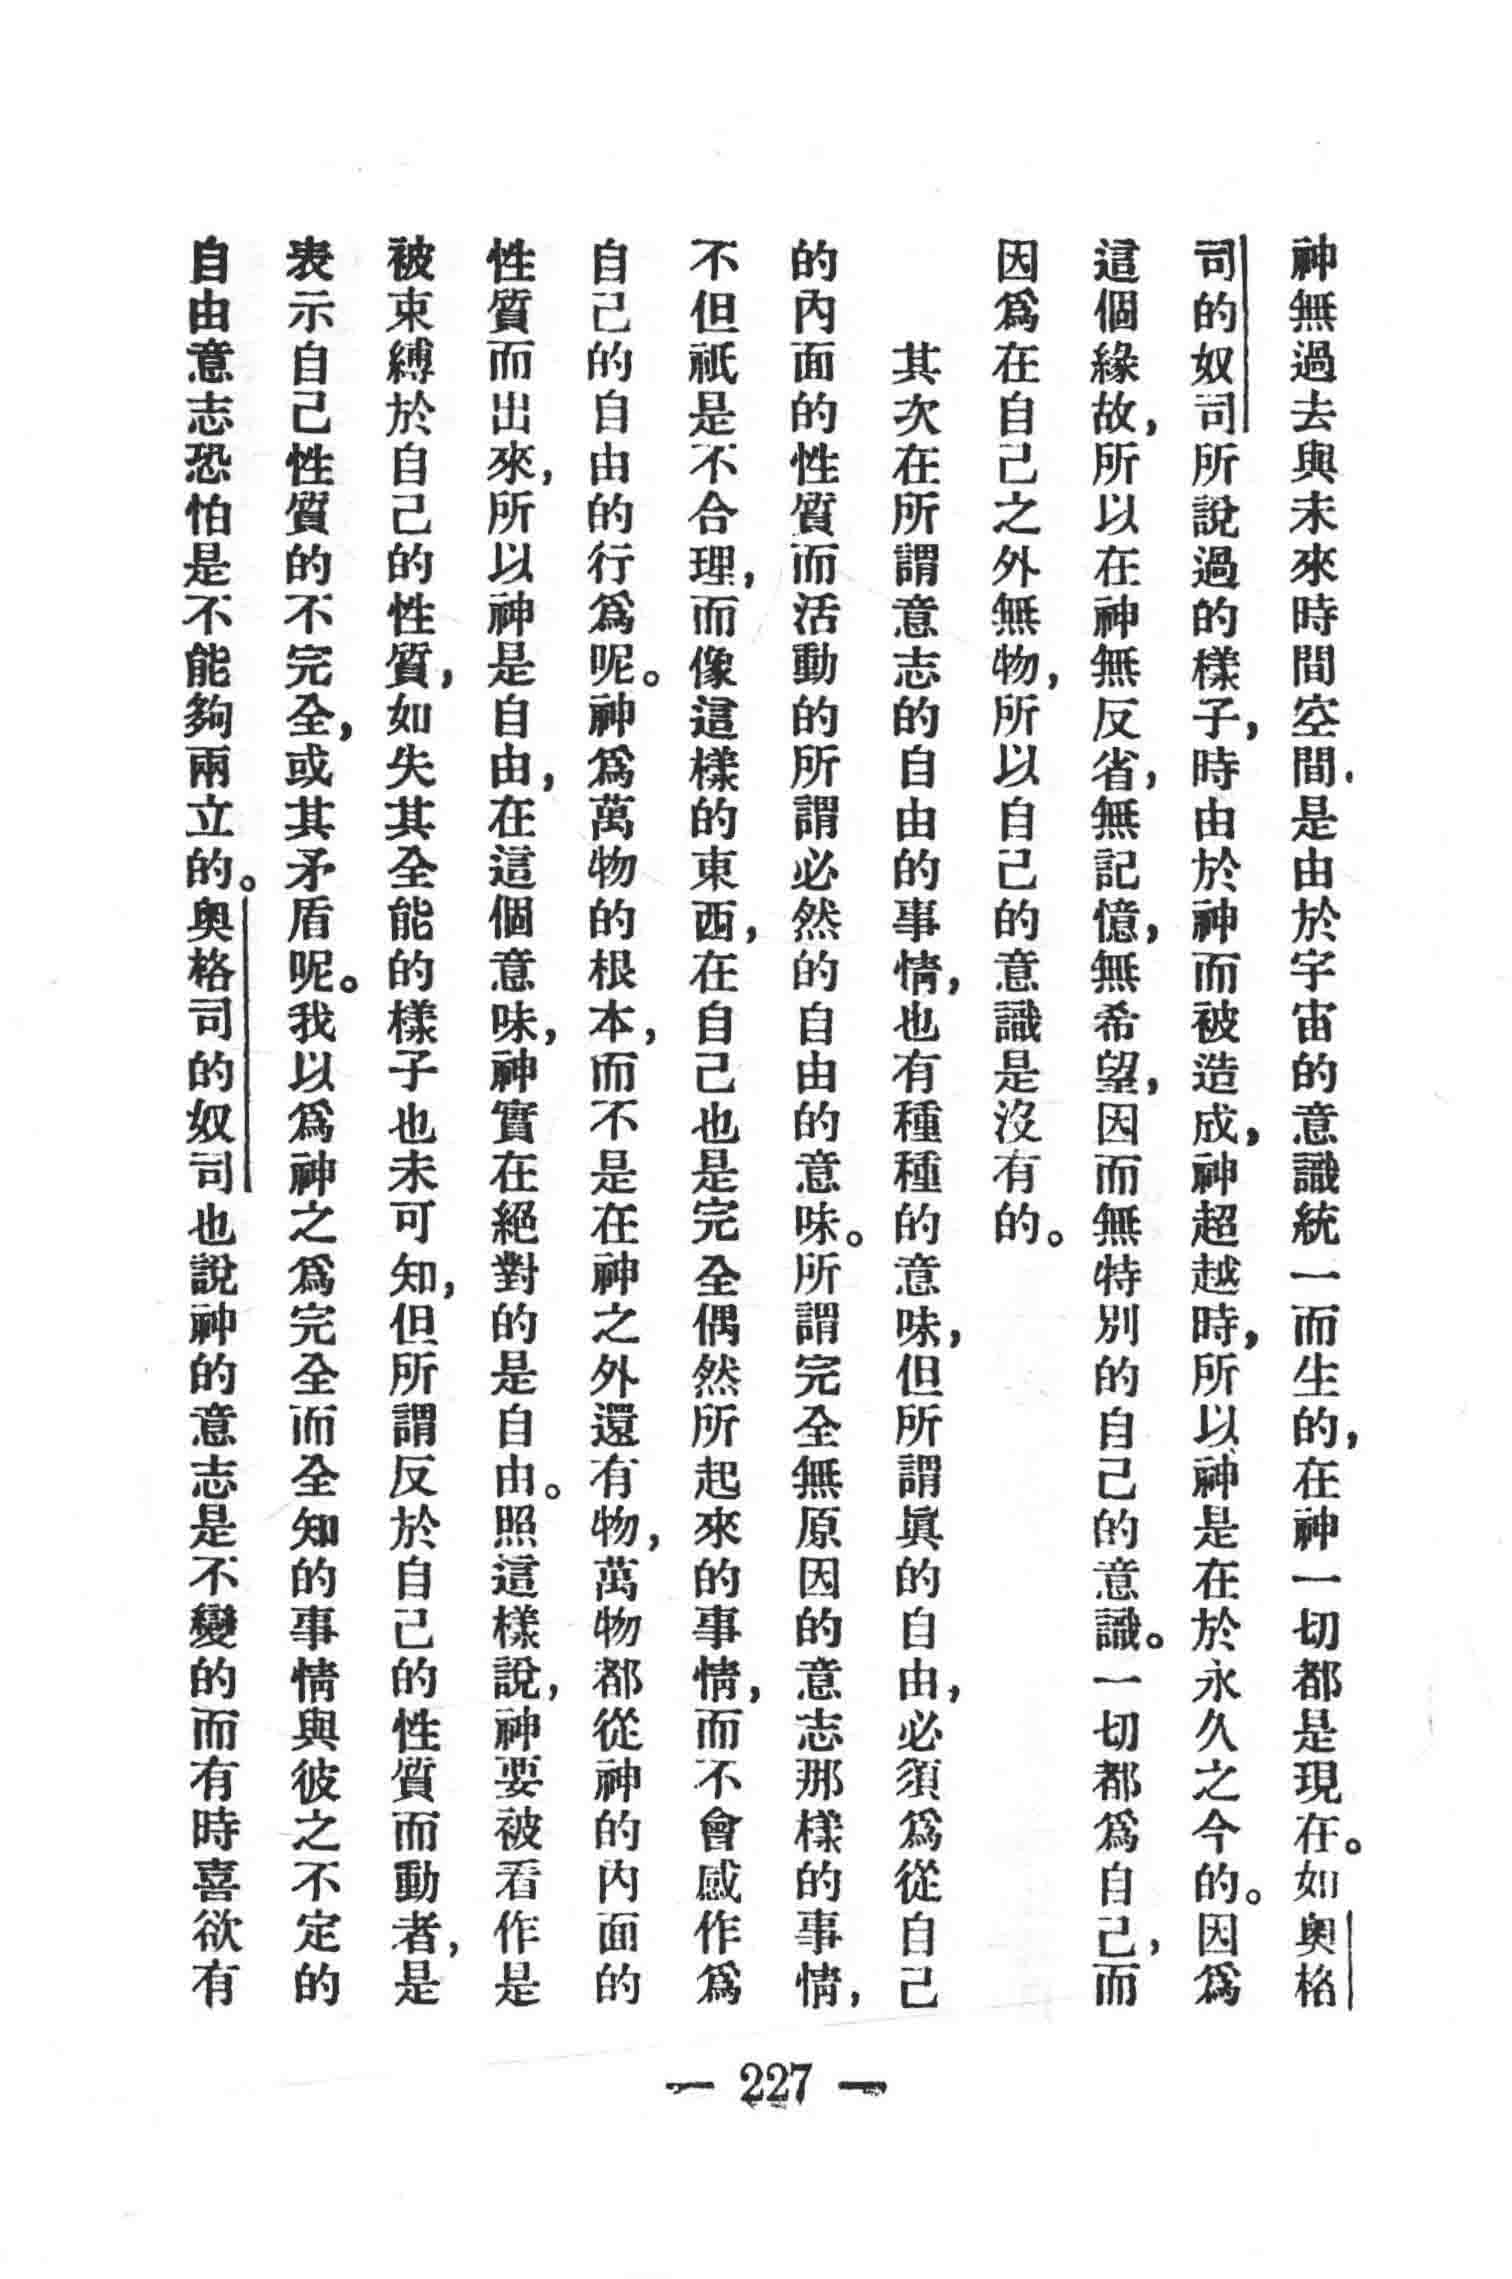 神無過去與未來時間空間，是由於宇宙的意識統一而生的，在神一切都是現在。如奧格
司的奴司所說過的樣子，時由於神而被造成，神超越時，所以神是在於永久之今的。因爲
這個緣故，所以在神無反省，無記憶，無希望，因而無特別的自己的意識。一切都爲自己，而
因爲在自己之外無物，所以自己的意識是沒有的。
其次在所謂意志的自由的事情，也有種種的意味，但所謂眞的自由，必須爲從自己
的內面的性質而活動的所謂必然的自由的意味。所謂完全無原因的意志那樣的事情，
不但祇是不合理，而像這樣的東西，在自己也是完全偶然所起來的事情，而不會感作爲
自己的自由的行爲呢。神爲萬物的根本，而不是在神之外還有物，萬物都從神的內面的
性質而出來，所以神是自由，在這個意味，神實在絕對的是自由。照這樣說，神要被看作是
被束縛於自己的性質，如失其全能的樣子也未可知，但所謂反於自己的性質而動者，是
表示自己性質的不完全，或其矛盾呢。我以爲神之爲完全而全知的事情與彼之不定的
自由意志恐怕是不能夠兩立的。奧格司的奴司也說神的意志是不變的而有時喜欲有
— 227 —